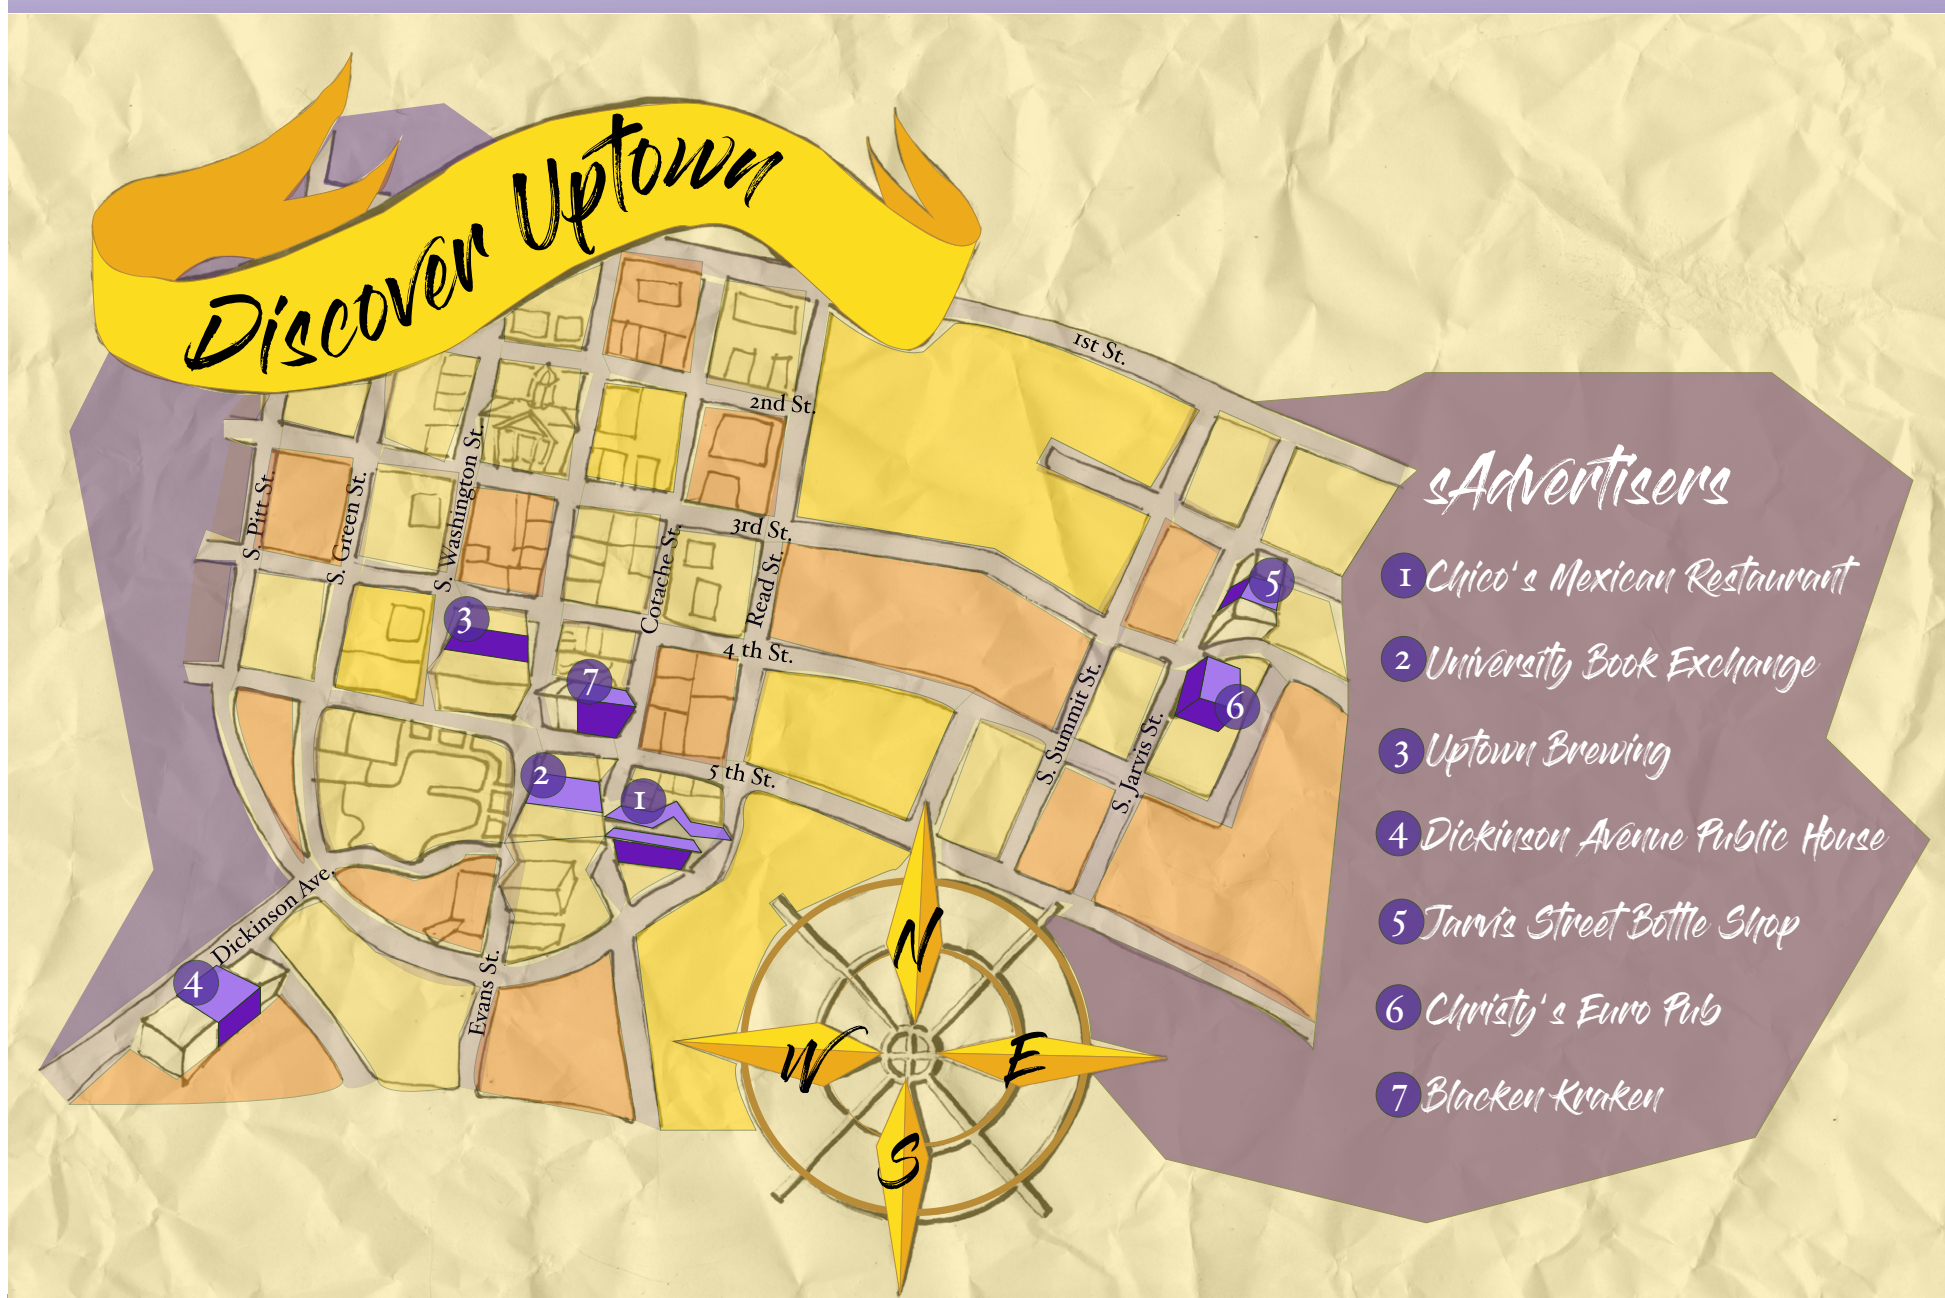 Discover Uptown
1st St.
2nd St.
3rd St.
4 th St.
5 th St.
S. Pitt St.
S. Green St.
S. Washington St.
Cotache St.
Read St.
S. Summit St.
S. Jarvis St.
Dickinson Ave.
Evans St.
3
7
2
1
4
5
6
N
W
E
S
sAdvertisers
1 Chico's Mexican Restaurant
2 University Book Exchange
3 Uptown Brewing
4 Dickinson Avenue Public House
5 Jarvis Street Bottle Shop
6 Christy's Euro Pub
7 Blacken Kraken